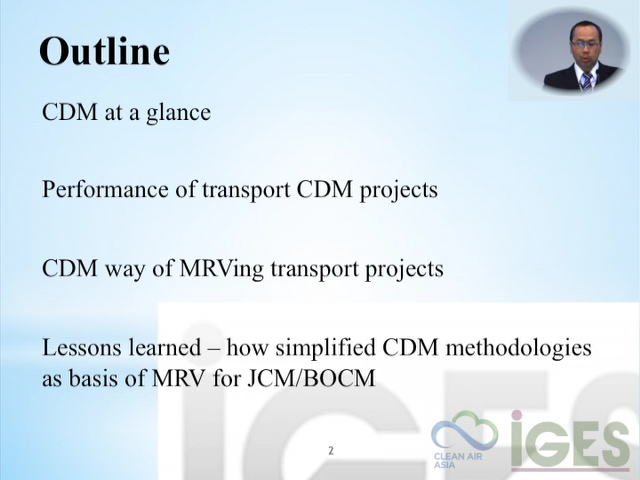 Outline
CDM at a glance
Performance of transport CDM projects
CDM way of MRVing transport projects
Lessons learned – how simplified CDM methodologies
as basis of MRV for JCM/BOCM
2
CLEAN AIR
ASIA
iGES
iGES